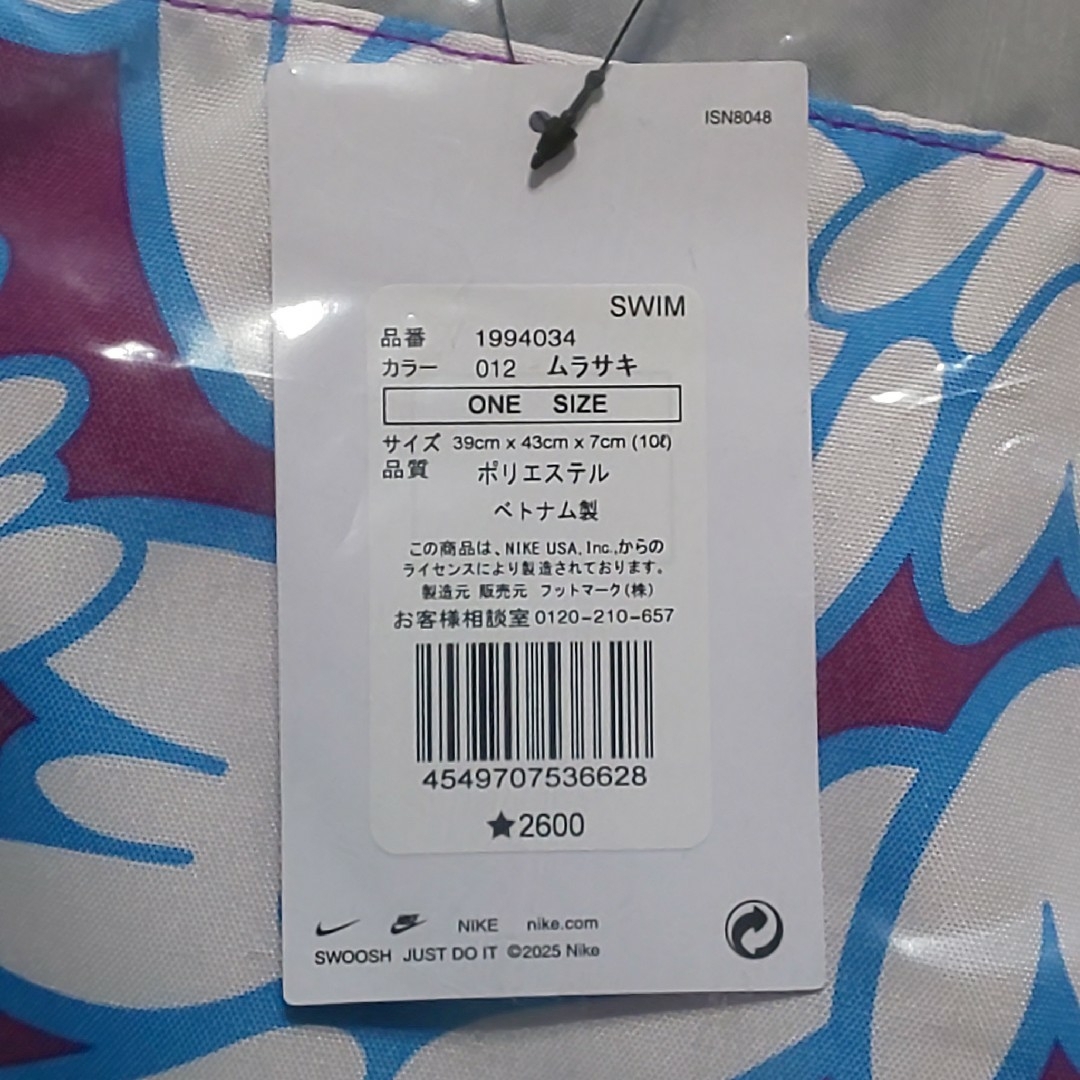 ISN8048
SWIM
品番 1994034
カラー 012 ムラサキ
ONE SIZE
サイズ 39cm x 43cm x 7cm (10ℓ)
品質 ポリエステル
ベトナム製
この商品は、NIKE USA, Inc.,からの
ライセンスにより製造されております。
製造元 販売元 フットマーク(株)
お客様相談室 0120-210-657
4549707536628
★2600
NIKE nike.com
SWOOSH JUST DO IT ©2025 Nike